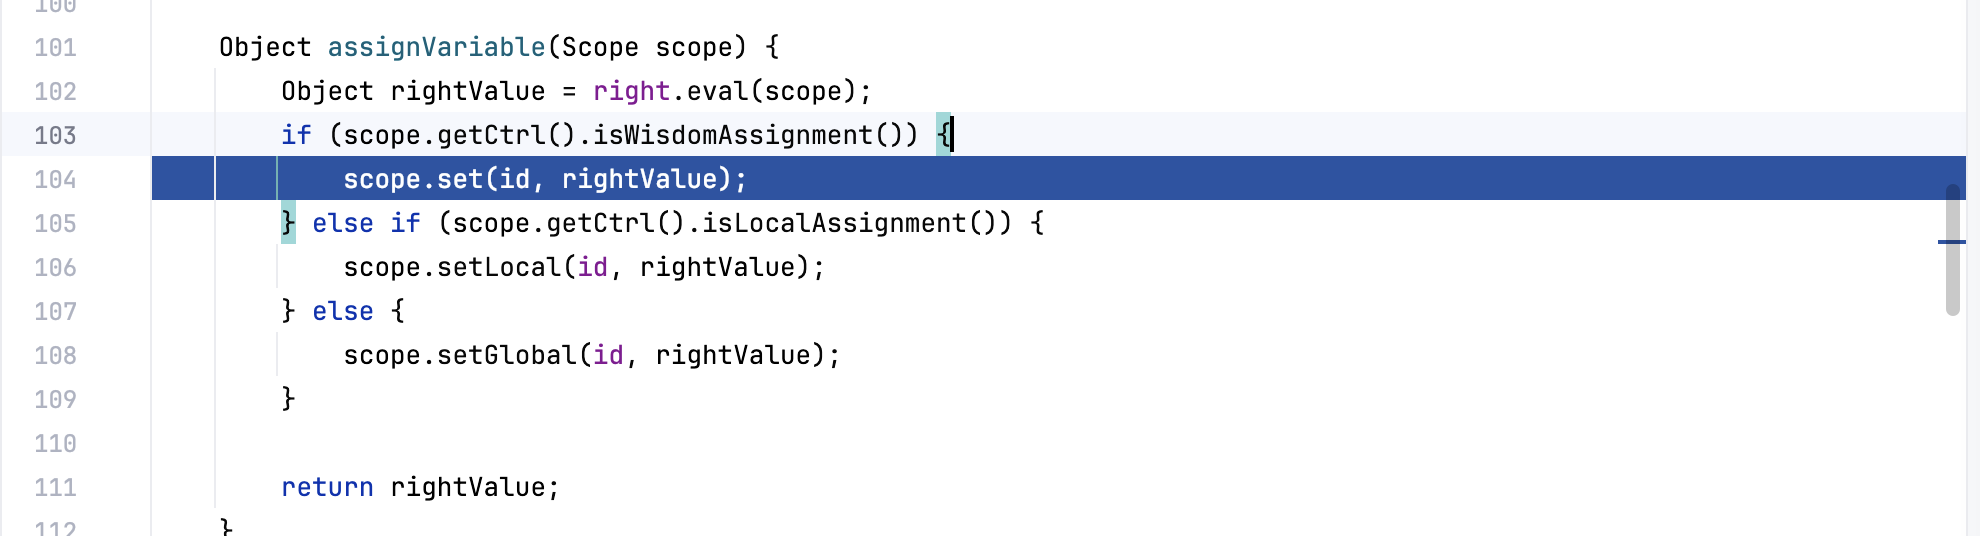 100
101 Object assignVariable(Scope scope) {
102 Object rightValue = right.eval(scope);
103 if (scope.getCtrl().isWisdomAssignment()) {
104 scope.set(id, rightValue);
105 } else if (scope.getCtrl().isLocalAssignment()) {
106 scope.setLocal(id, rightValue);
107 } else {
108 scope.setGlobal(id, rightValue);
109 }
110
111 return rightValue;
112 }